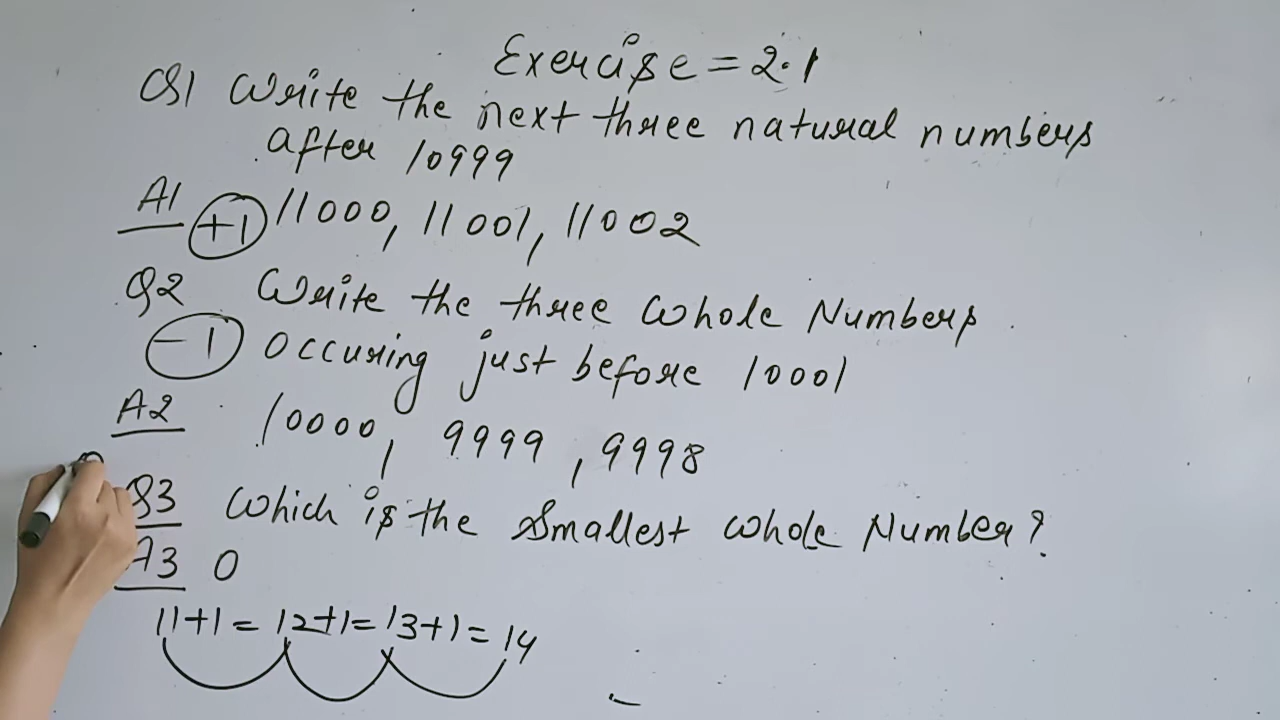 Exercise = 2.1
Q1 Write the next three natural numbers
after 10999
A1 +1 11000, 11001, 11002
Q2 Write the three Whole Numbers
-1 Occuring just before 10001
A2 10000, 9999, 9998
Q3 Which is the Smallest Whole Number?
A3 0
11+1 = 12+1 = 13+1 = 14